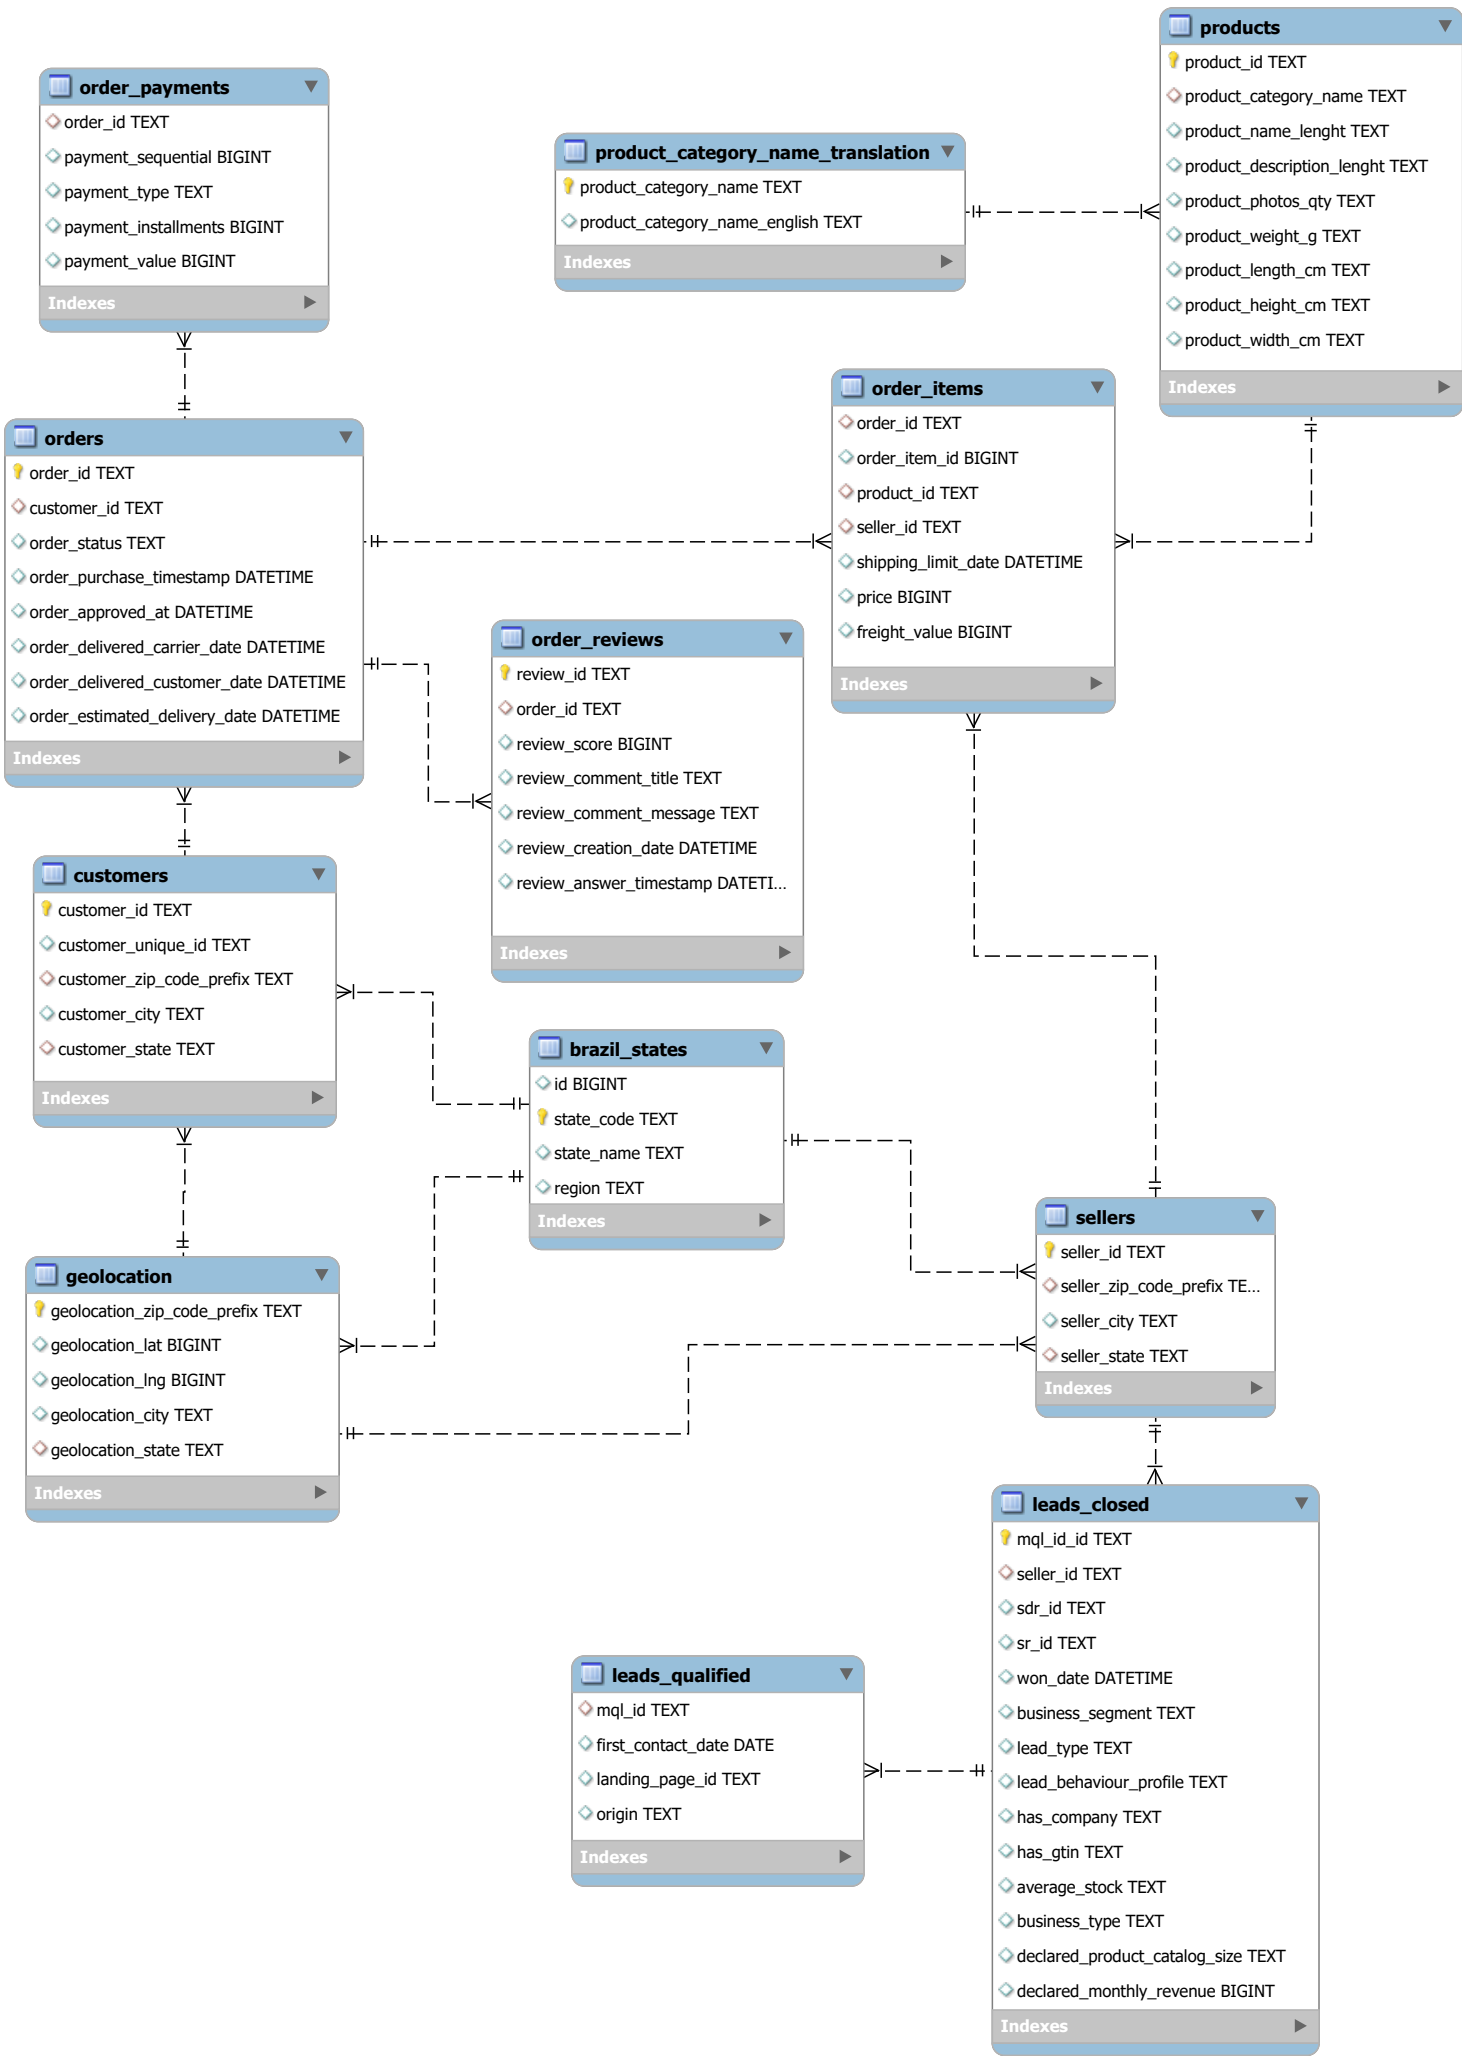 products
product_id TEXT
product_category_name TEXT
product_name_lenght TEXT
product_description_lenght TEXT
product_photos_qty TEXT
product_weight_g TEXT
product_length_cm TEXT
product_height_cm TEXT
product_width_cm TEXT
Indexes
order_payments
order_id TEXT
payment_sequential BIGINT
payment_type TEXT
payment_installments BIGINT
payment_value BIGINT
Indexes
product_category_name_translation
product_category_name TEXT
product_category_name_english TEXT
Indexes
order_items
order_id TEXT
order_item_id BIGINT
product_id TEXT
seller_id TEXT
shipping_limit_date DATETIME
price BIGINT
freight_value BIGINT
Indexes
orders
order_id TEXT
customer_id TEXT
order_status TEXT
order_purchase_timestamp DATETIME
order_approved_at DATETIME
order_delivered_carrier_date DATETIME
order_delivered_customer_date DATETIME
order_estimated_delivery_date DATETIME
Indexes
order_reviews
review_id TEXT
order_id TEXT
review_score BIGINT
review_comment_title TEXT
review_comment_message TEXT
review_creation_date DATETIME
review_answer_timestamp DATETI...
Indexes
customers
customer_id TEXT
customer_unique_id TEXT
customer_zip_code_prefix TEXT
customer_city TEXT
customer_state TEXT
Indexes
brazil_states
id BIGINT
state_code TEXT
state_name TEXT
region TEXT
Indexes
sellers
seller_id TEXT
seller_zip_code_prefix TE...
seller_city TEXT
seller_state TEXT
Indexes
geolocation
geolocation_zip_code_prefix TEXT
geolocation_lat BIGINT
geolocation_lng BIGINT
geolocation_city TEXT
geolocation_state TEXT
Indexes
leads_closed
mql_id_id TEXT
seller_id TEXT
sdr_id TEXT
sr_id TEXT
won_date DATETIME
business_segment TEXT
lead_type TEXT
lead_behaviour_profile TEXT
has_company TEXT
has_gtin TEXT
average_stock TEXT
business_type TEXT
declared_product_catalog_size TEXT
declared_monthly_revenue BIGINT
Indexes
leads_qualified
mql_id TEXT
first_contact_date DATE
landing_page_id TEXT
origin TEXT
Indexes